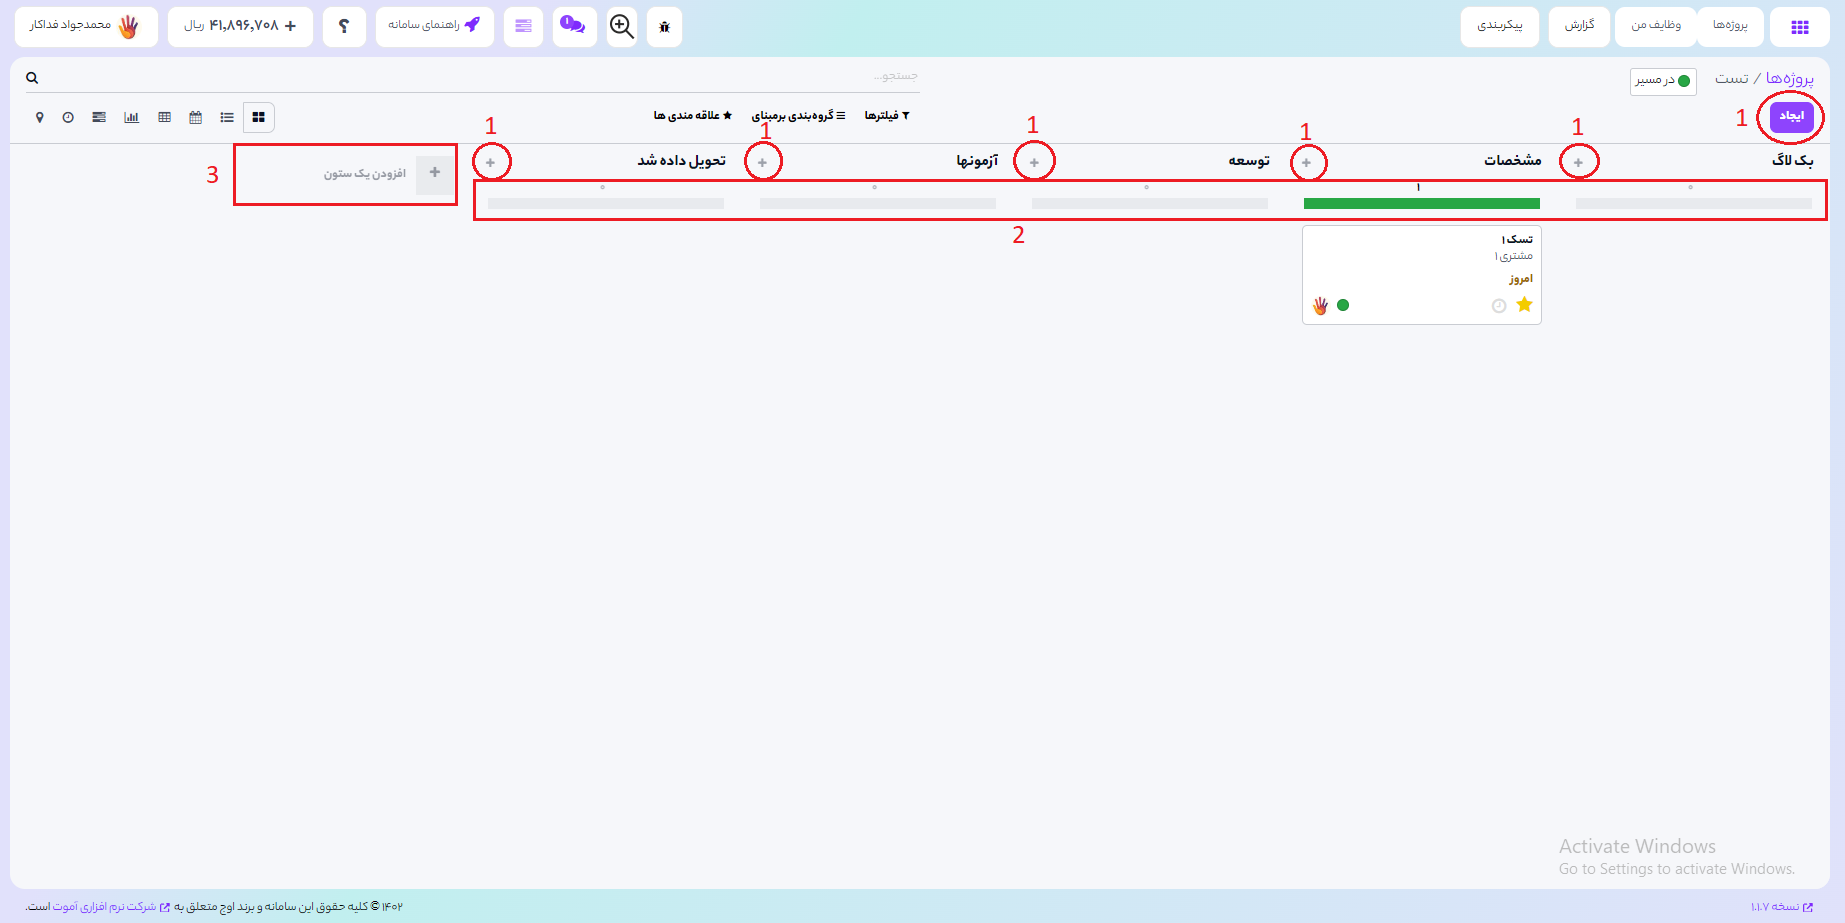 پروژه‌ها
وظایف من
گزارش
پیکربندی
راهنمای سامانه
؟
+ ۴۱,۸۹۶,۷۰۸ ریال
محمدجواد فداکار
1
پروژه‌ها / تست
در مسیر
جستجو...
1
ایجاد
فیلترها
گروه‌بندی برمبنای
علاقه مندی ها
1
1
1
1
1
بک لاگ
+
مشخصات
+
توسعه
+
آزمونها
+
تحویل داده شد
+
+
افزودن یک ستون
3
۰
۱
۰
۰
۰
2
تسک ۱
مشتری ۱
امروز
Activate Windows
Go to Settings to activate Windows.
نسخه ۱.۱.۷
۱۴۰۲ © کلیه حقوق این سامانه و برند اوج متعلق به شرکت نرم افزاری آموت است.